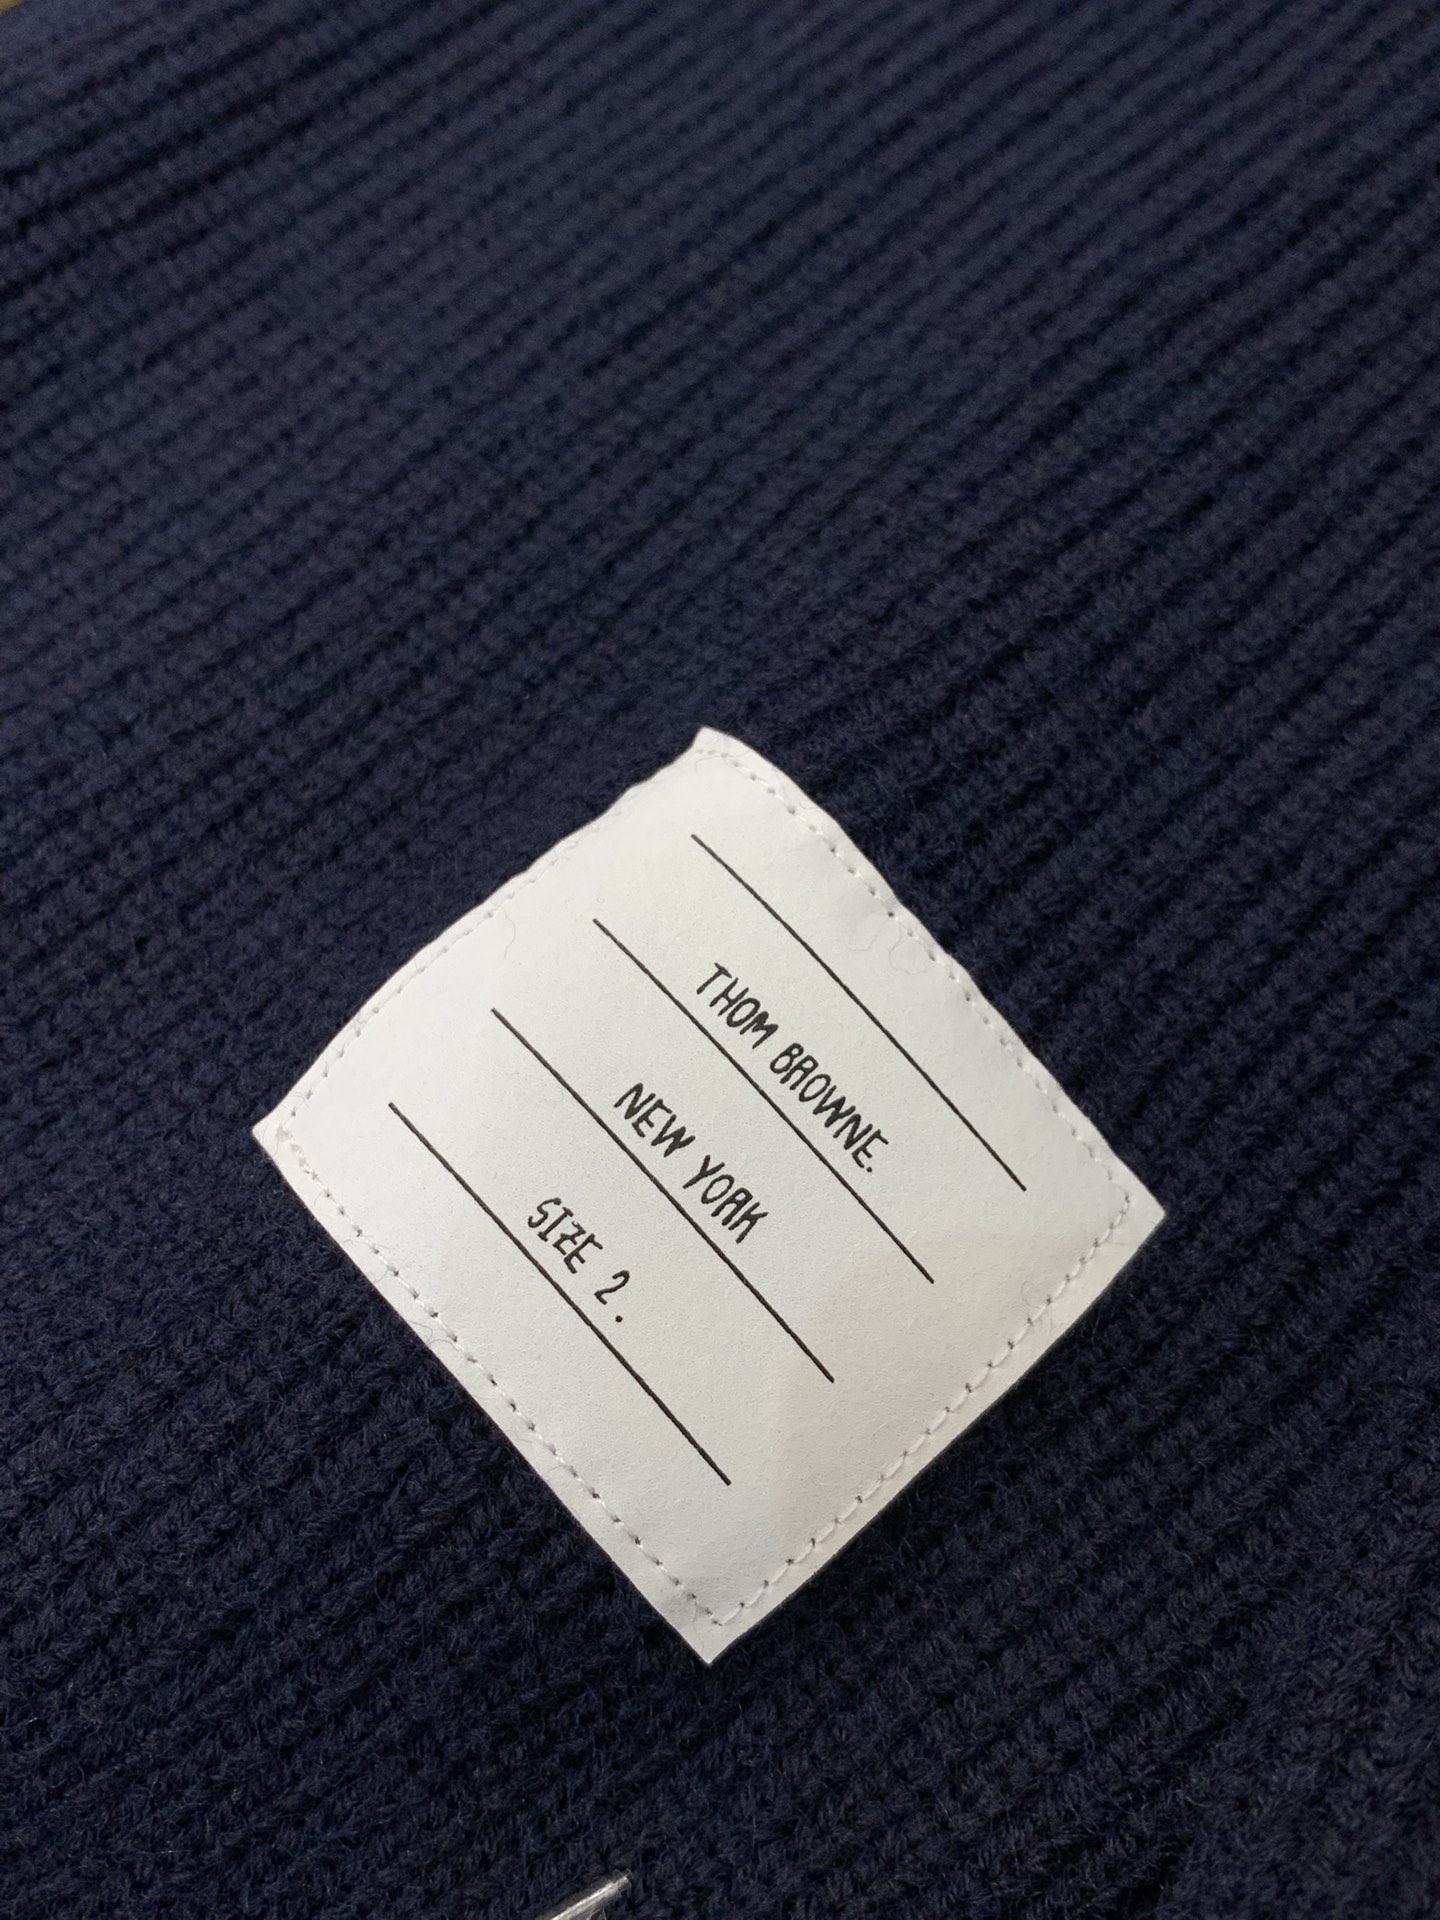 THOM BROWNE.
NEW YORK
SIZE 2.